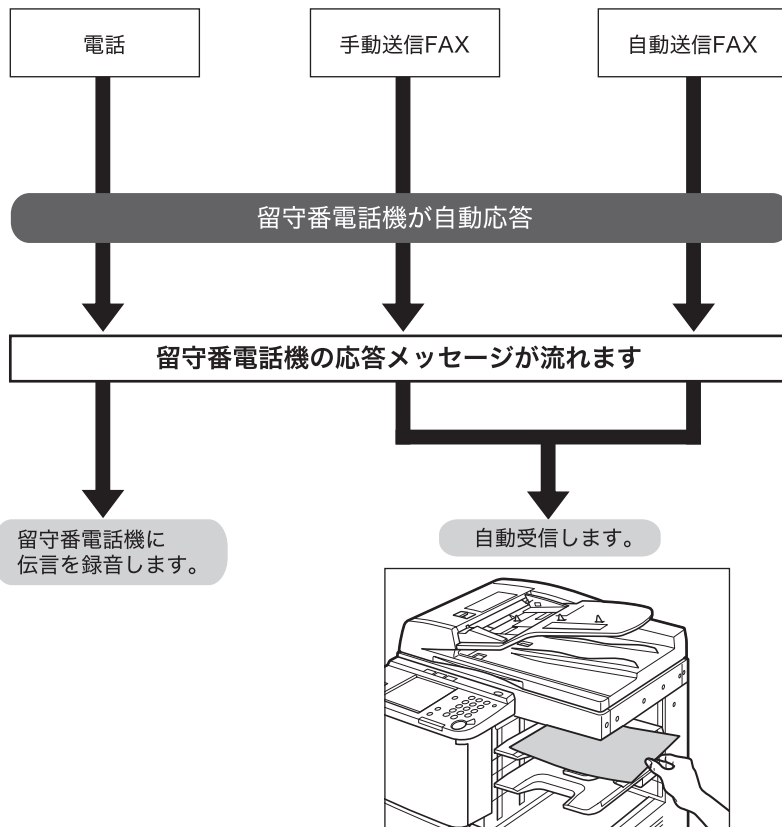 電話
手動送信FAX
自動送信FAX
留守番電話機が自動応答
留守番電話機の応答メッセージが流れます
留守番電話機に
伝言を録音します。
自動受信します。